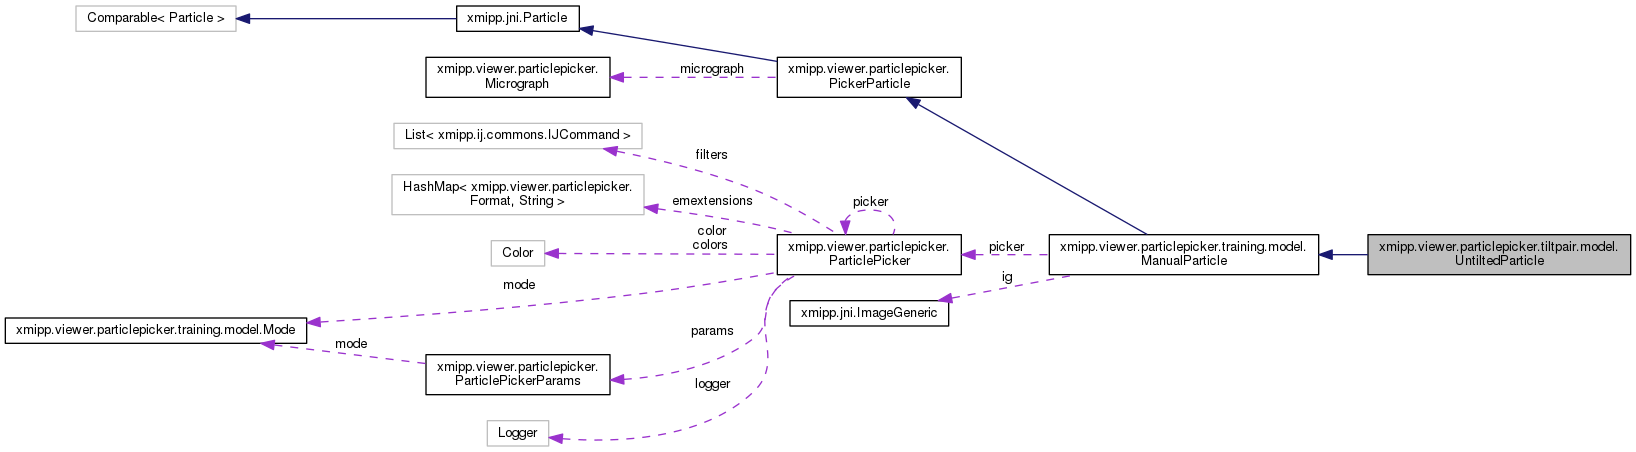 Comparable< Particle >
xmipp.jni.Particle
xmipp.viewer.particlepicker.
Micrograph
micrograph
xmipp.viewer.particlepicker.
PickerParticle
List< xmipp.ij.commons.IJCommand >
filters
HashMap< xmipp.viewer.particlepicker.
Format, String >
emextensions
picker
color
colors
Color
xmipp.viewer.particlepicker.
ParticlePicker
picker
xmipp.viewer.particlepicker.training.model.
ManualParticle
xmipp.viewer.particlepicker.tiltpair.model.
UntiltedParticle
ig
mode
xmipp.jni.ImageGeneric
xmipp.viewer.particlepicker.training.model.Mode
mode
params
xmipp.viewer.particlepicker.
ParticlePickerParams
logger
Logger